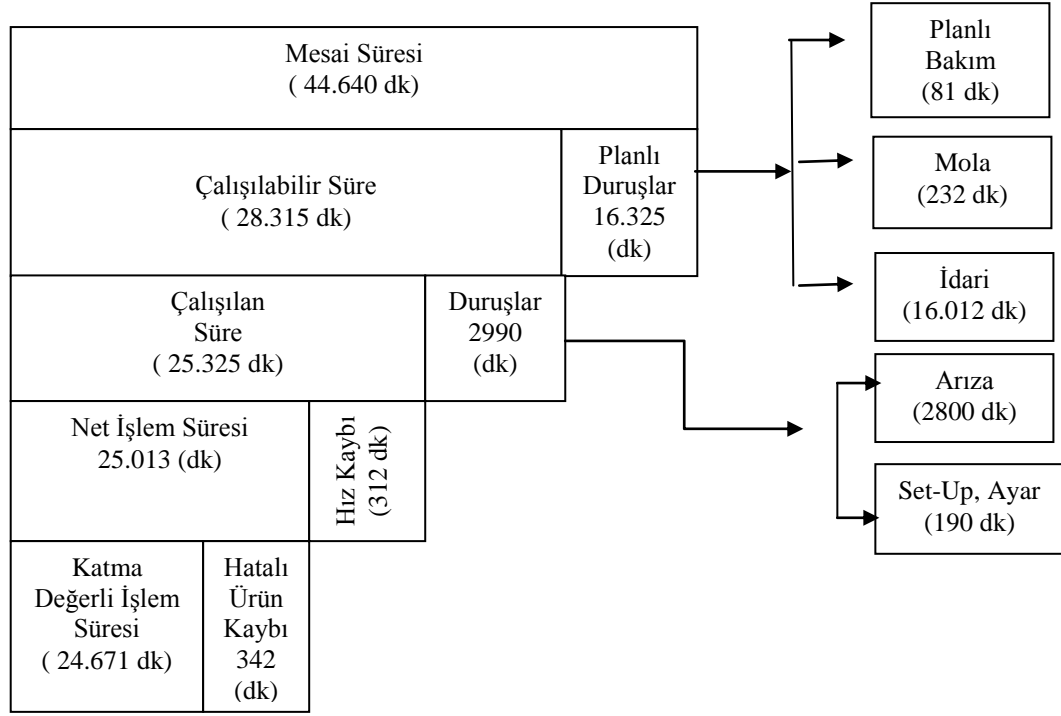 Mesai Süresi
( 44.640 dk)
Çalışılabilir Süre
( 28.315 dk)
Planlı
Duruşlar
16.325
(dk)
Çalışılan
Süre
( 25.325 dk)
Duruşlar
2990
(dk)
Net İşlem Süresi
25.013 (dk)
Hız Kaybı
(312 dk)
Katma
Değerli İşlem
Süresi
( 24.671 dk)
Hatalı
Ürün
Kaybı
342
(dk)
Planlı
Bakım
(81 dk)
Mola
(232 dk)
İdari
(16.012 dk)
Arıza
(2800 dk)
Set-Up, Ayar
(190 dk)